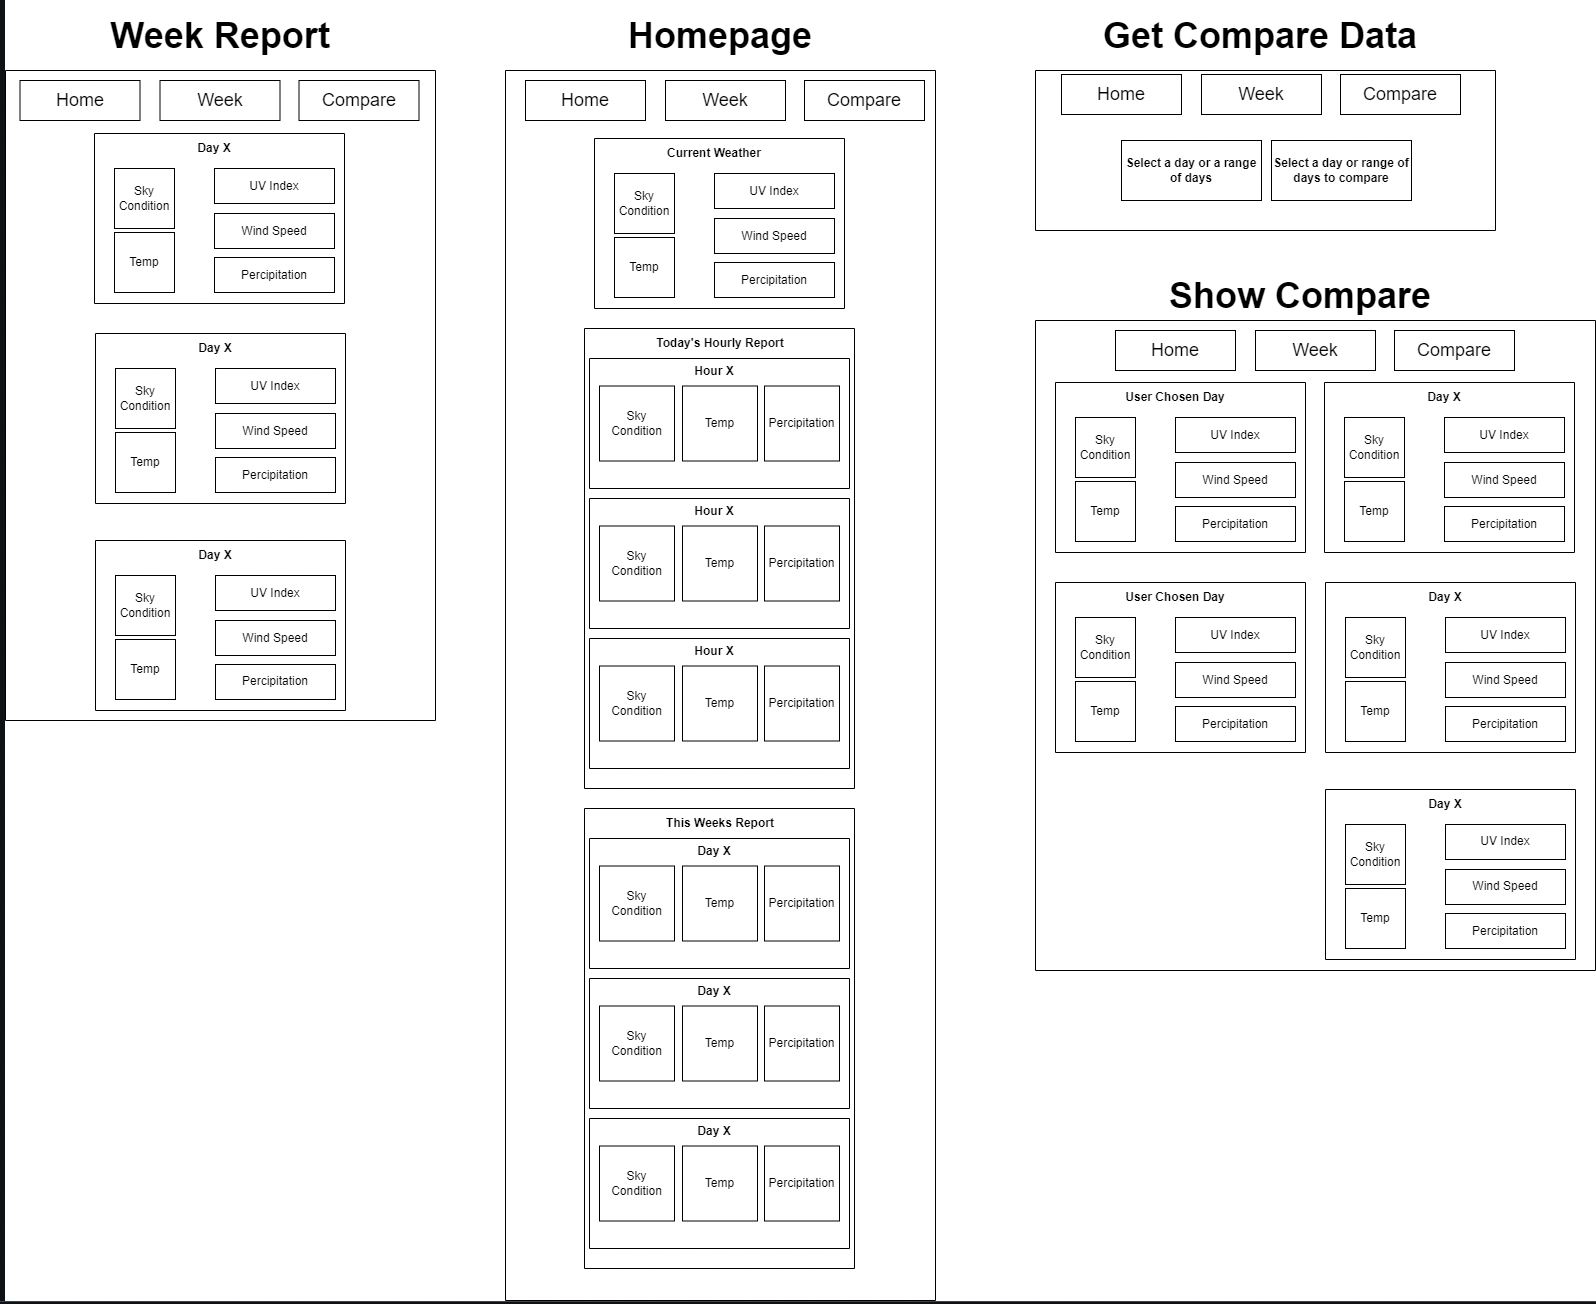 Week Report
Home
Week
Compare
Day X
Sky
Condition
UV Index
Wind Speed
Temp
Percipitation
Day X
Sky
Condition
UV Index
Wind Speed
Temp
Percipitation
Day X
Sky
Condition
UV Index
Wind Speed
Temp
Percipitation
Homepage
Home
Week
Compare
Current Weather
Sky
Condition
UV Index
Wind Speed
Temp
Percipitation
Today's Hourly Report
Hour X
Sky
Condition
Temp
Percipitation
Hour X
Sky
Condition
Temp
Percipitation
Hour X
Sky
Condition
Temp
Percipitation
This Weeks Report
Day X
Sky
Condition
Temp
Percipitation
Day X
Sky
Condition
Temp
Percipitation
Day X
Sky
Condition
Temp
Percipitation
Get Compare Data
Home
Week
Compare
Select a day or a range
of days
Select a day or range of
days to compare
Show Compare
Home
Week
Compare
User Chosen Day
Sky
Condition
UV Index
Wind Speed
Temp
Percipitation
Day X
Sky
Condition
UV Index
Wind Speed
Temp
Percipitation
User Chosen Day
Sky
Condition
UV Index
Wind Speed
Temp
Percipitation
Day X
Sky
Condition
UV Index
Wind Speed
Temp
Percipitation
Day X
Sky
Condition
UV Index
Wind Speed
Temp
Percipitation